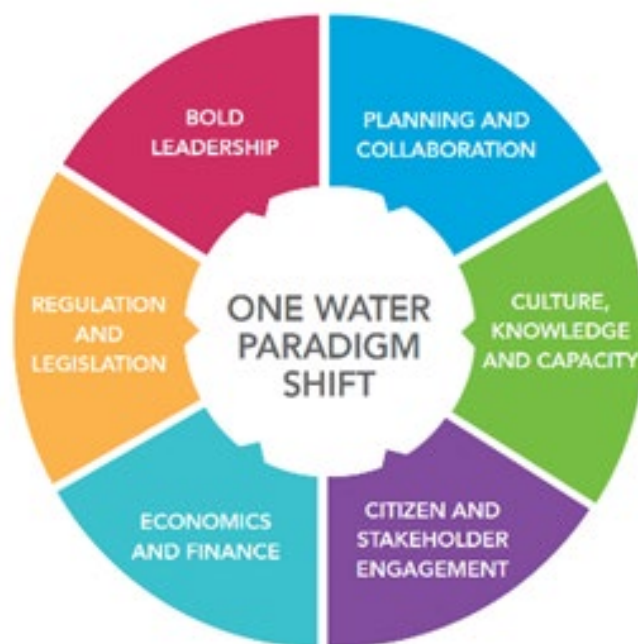 BOLD
LEADERSHIP
PLANNING AND
COLLABORATION
CULTURE,
KNOWLEDGE
AND CAPACITY
CITIZEN AND
STAKEHOLDER
ENGAGEMENT
ECONOMICS
AND FINANCE
REGULATION
AND
LEGISLATION
ONE WATER
PARADIGM
SHIFT